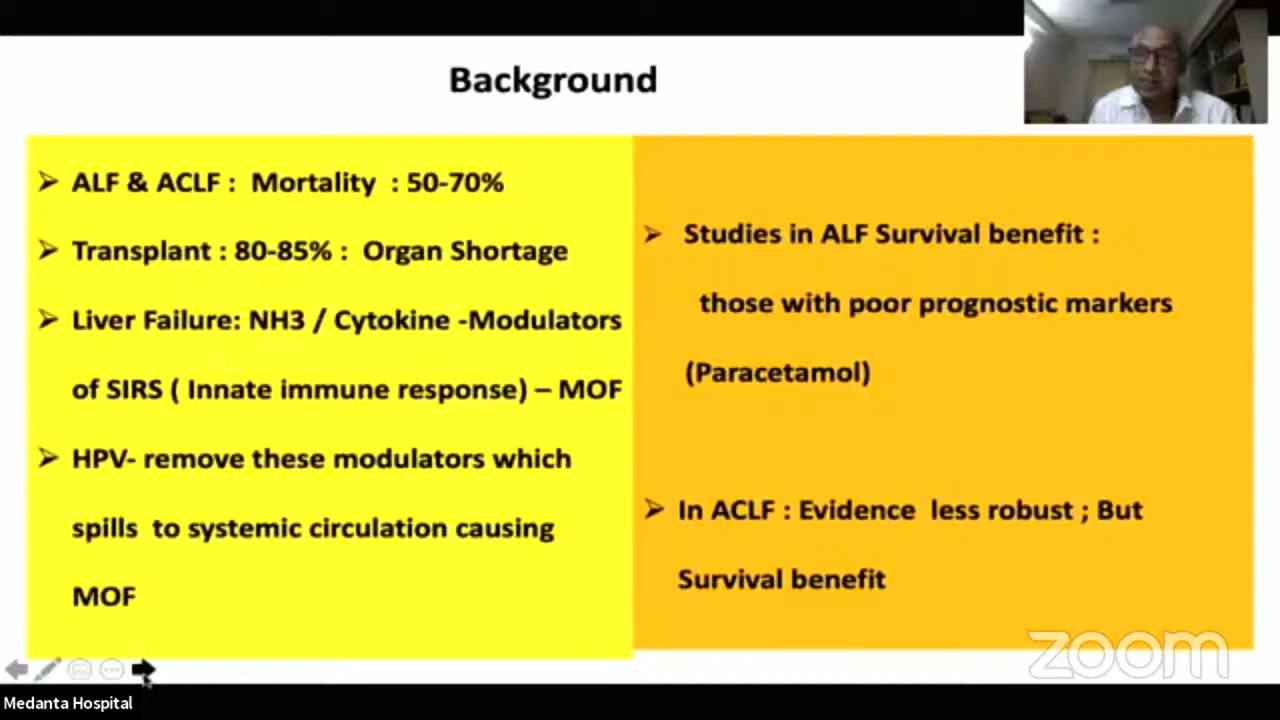 Background
➢ ALF & ACLF : Mortality : 50-70%
➢ Transplant : 80-85% : Organ Shortage
➢ Liver Failure: NH3 / Cytokine -Modulators
of SIRS ( Innate immune response) – MOF
➢ HPV- remove these modulators which
spills to systemic circulation causing
MOF
➢ Studies in ALF Survival benefit :
those with poor prognostic markers
(Paracetamol)
➢ In ACLF : Evidence less robust ; But
Survival benefit
zoom
Medanta Hospital